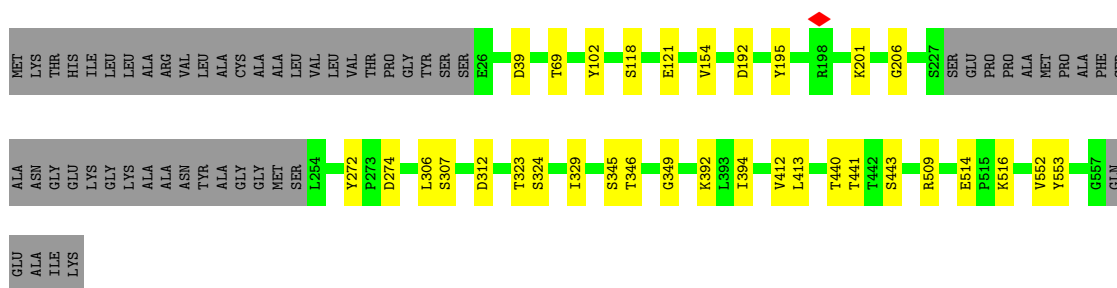 MET LYS THR HIS ILE LEU LEU ALA ARG VAL LEU ALA CYS ALA ALA LEU VAL LEU VAL THR PRO GLY TYR SER SER E26 D39 T69 Y102 S118 E121 V154 D192 Y195 R198 K201 G206 S227 SER GLU PRO PRO ALA MET PRO ALA PHE
ALA ASN GLY GLU LYS GLY LYS ALA ALA ASN TYR ALA GLY GLY MET SER L254 Y272 P273 D274 L306 S307 D312 T323 S324 I329 S345 T346 G349 K392 L393 I394 V412 L413 T440 T441 T442 S443 R509 E514 P515 K516 V552 Y553 G557 GLN
GLU ALA ILE LYS